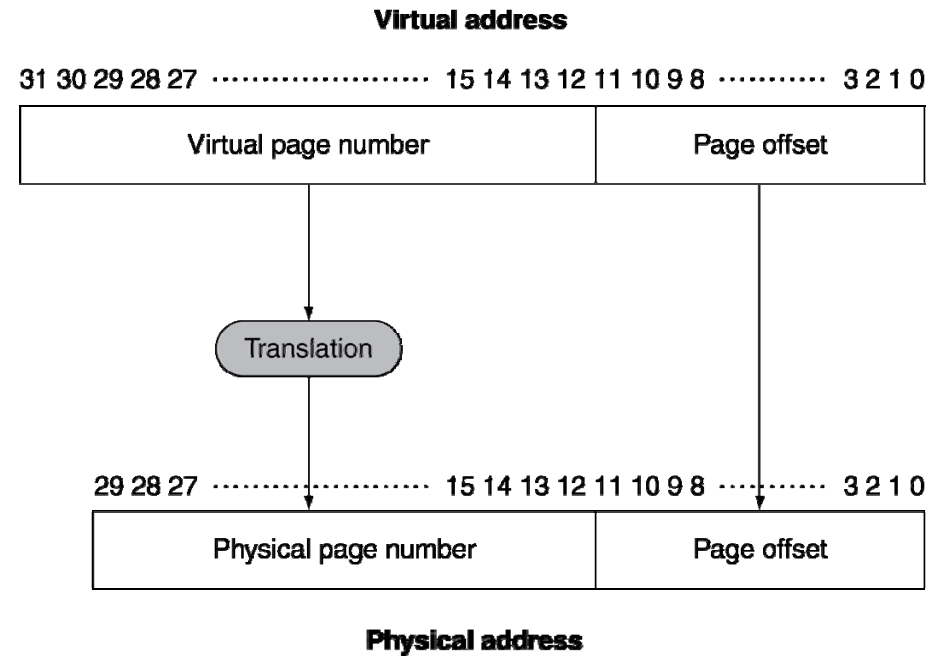 Virtual address
31 30 29 28 27 ····················· 15 14 13 12 11 10 9 8 ··········· 3 2 1 0
Virtual page number Page offset
Translation
29 28 27 ····················· 15 14 13 12 11 10 9 8 ··········· 3 2 1 0
Physical page number Page offset
Physical address